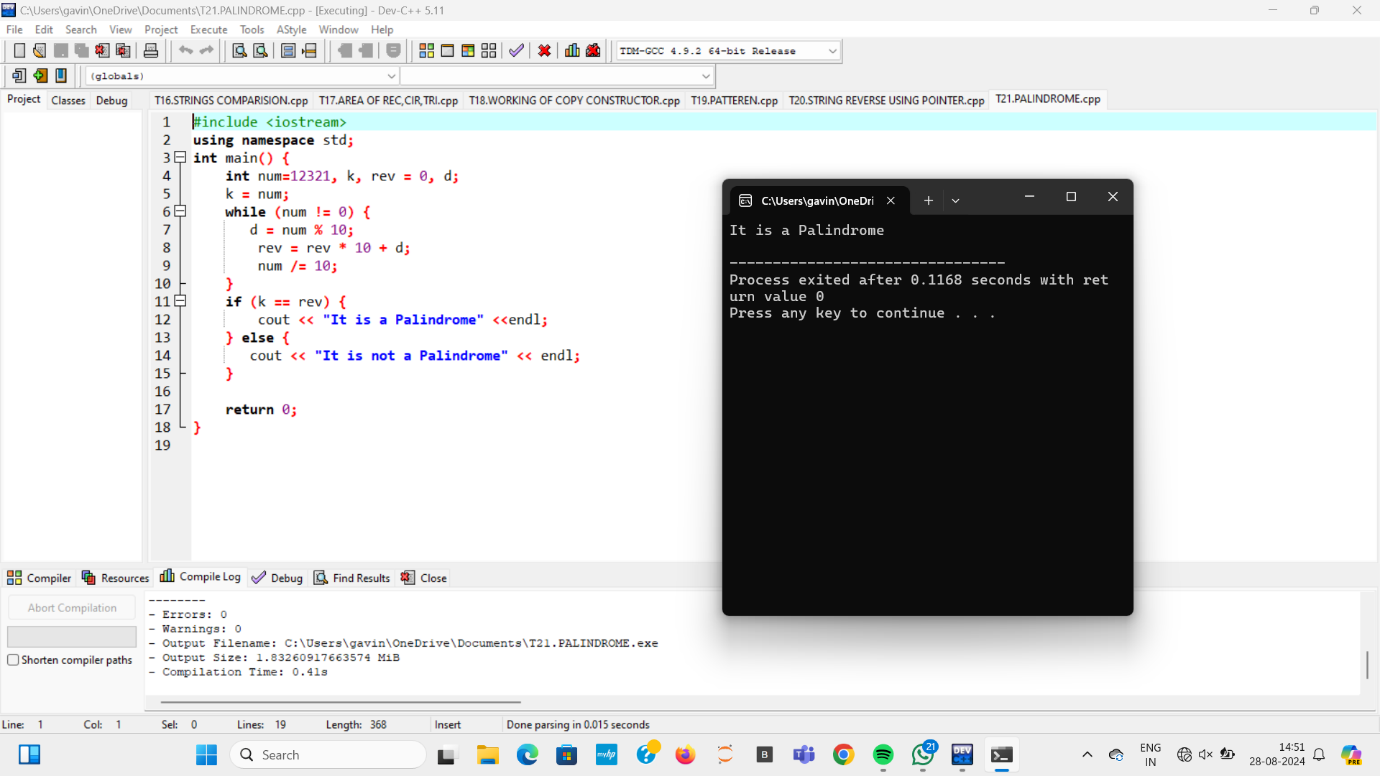 C:\Users\gavin\OneDrive\Documents\T21.PALINDROME.cpp - [Executing] - Dev-C++ 5.11
File Edit Search View Project Execute Tools AStyle Window Help
TDM-GCC 4.9.2 64-bit Release
(globals)
Project Classes Debug
T16.STRINGS COMPARISION.cpp T17.AREA OF REC,CIR,TRI.cpp T18.WORKING OF COPY CONSTRUCTOR.cpp T19.PATTEREN.cpp T20.STRING REVERSE USING POINTER.cpp T21.PALINDROME.cpp
1 #include <iostream>
2 using namespace std;
3 int main() {
4 int num=12321, k, rev = 0, d;
5 k = num;
6 while (num != 0) {
7 d = num % 10;
8 rev = rev * 10 + d;
9 num /= 10;
10 }
11 if (k == rev) {
12 cout << "It is a Palindrome" <<endl;
13 } else {
14 cout << "It is not a Palindrome" << endl;
15 }
16
17 return 0;
18 }
19
C:\Users\gavin\OneDri
It is a Palindrome
--------------------------------
Process exited after 0.1168 seconds with ret
urn value 0
Press any key to continue . . .
Compiler Resources Compile Log Debug Find Results Close
Abort Compilation
Shorten compiler paths
--------
- Errors: 0
- Warnings: 0
- Output Filename: C:\Users\gavin\OneDrive\Documents\T21.PALINDROME.exe
- Output Size: 1.83260917663574 MiB
- Compilation Time: 0.41s
Line: 1 Col: 1 Sel: 0 Lines: 19 Length: 368 Insert Done parsing in 0.015 seconds
Search
myhp
B
21
DEV
ENG
IN
14:51
28-08-2024
PRE